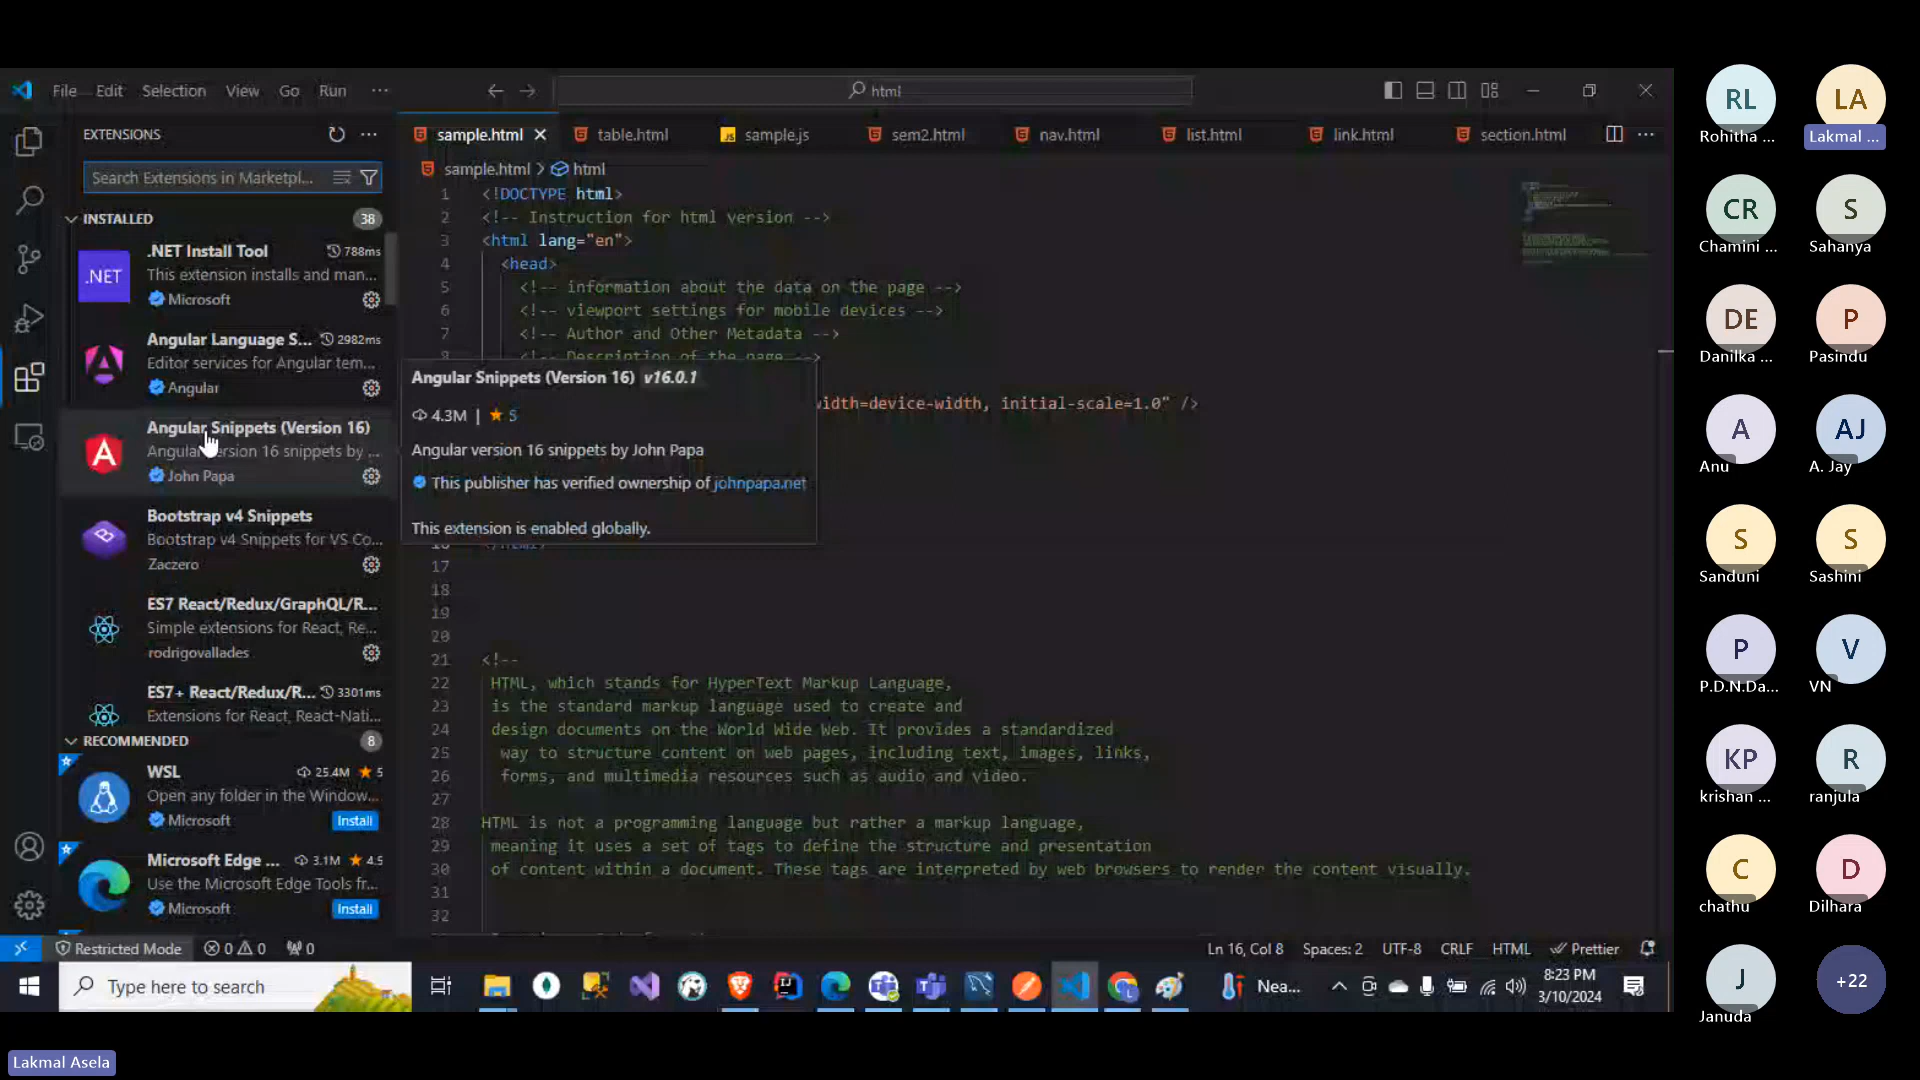 File Edit Selection View Go Run ···
html
EXTENSIONS
Search Extensions in Marketpl...
INSTALLED 38
.NET
.NET Install Tool 788ms
This extension installs and man...
Microsoft
Angular Language S... 2982ms
Editor services for Angular tem...
Angular
Angular Snippets (Version 16)
Angular version 16 snippets by ...
John Papa
Bootstrap v4 Snippets
Bootstrap v4 Snippets for VS Co...
Zaczero
ES7 React/Redux/GraphQL/R...
Simple extensions for React, Re...
rodrigovallades
ES7+ React/Redux/R... 3301ms
Extensions for React, React-Nati...
RECOMMENDED 8
WSL 25.4M 5
Open any folder in the Window...
Microsoft Install
Microsoft Edge ... 3.1M 4.5
Use the Microsoft Edge Tools fr...
Microsoft Install
sample.html table.html sample.js sem2.html nav.html list.html link.html section.html
sample.html > html
1 <!DOCTYPE html>
2 <!-- Instruction for html version -->
3 <html lang="en">
4 <head>
5 <!-- information about the data on the page -->
6 <!-- viewport settings for mobile devices -->
7 <!-- Author and Other Metadata -->
8 <!-- Description of the page -->
width=device-width, initial-scale=1.0" />
Angular Snippets (Version 16) v16.0.1
4.3M | 5
Angular version 16 snippets by John Papa
This publisher has verified ownership of johnpapa.net
This extension is enabled globally.
16 </html>
17
18
19
20
21 <!--
22 HTML, which stands for HyperText Markup Language,
23 is the standard markup language used to create and
24 design documents on the World Wide Web. It provides a standardized
25 way to structure content on web pages, including text, images, links,
26 forms, and multimedia resources such as audio and video.
27
28 HTML is not a programming language but rather a markup language,
29 meaning it uses a set of tags to define the structure and presentation
30 of content within a document. These tags are interpreted by web browsers to render the content visually.
31
32
Restricted Mode 0 0 0
Ln 16, Col 8 Spaces: 2 UTF-8 CRLF HTML Prettier
Type here to search
Nea...
8:23 PM
3/10/2024
Lakmal Asela
RL LA
Rohitha ... Lakmal ...
CR S
Chamini ... Sahanya
DE P
Danilka ... Pasindu
A AJ
Anu A. Jay
S S
Sanduni Sashini
P V
P.D.N.Da... VN
KP R
krishan ... ranjula
C D
chathu Dilhara
J +22
Januda